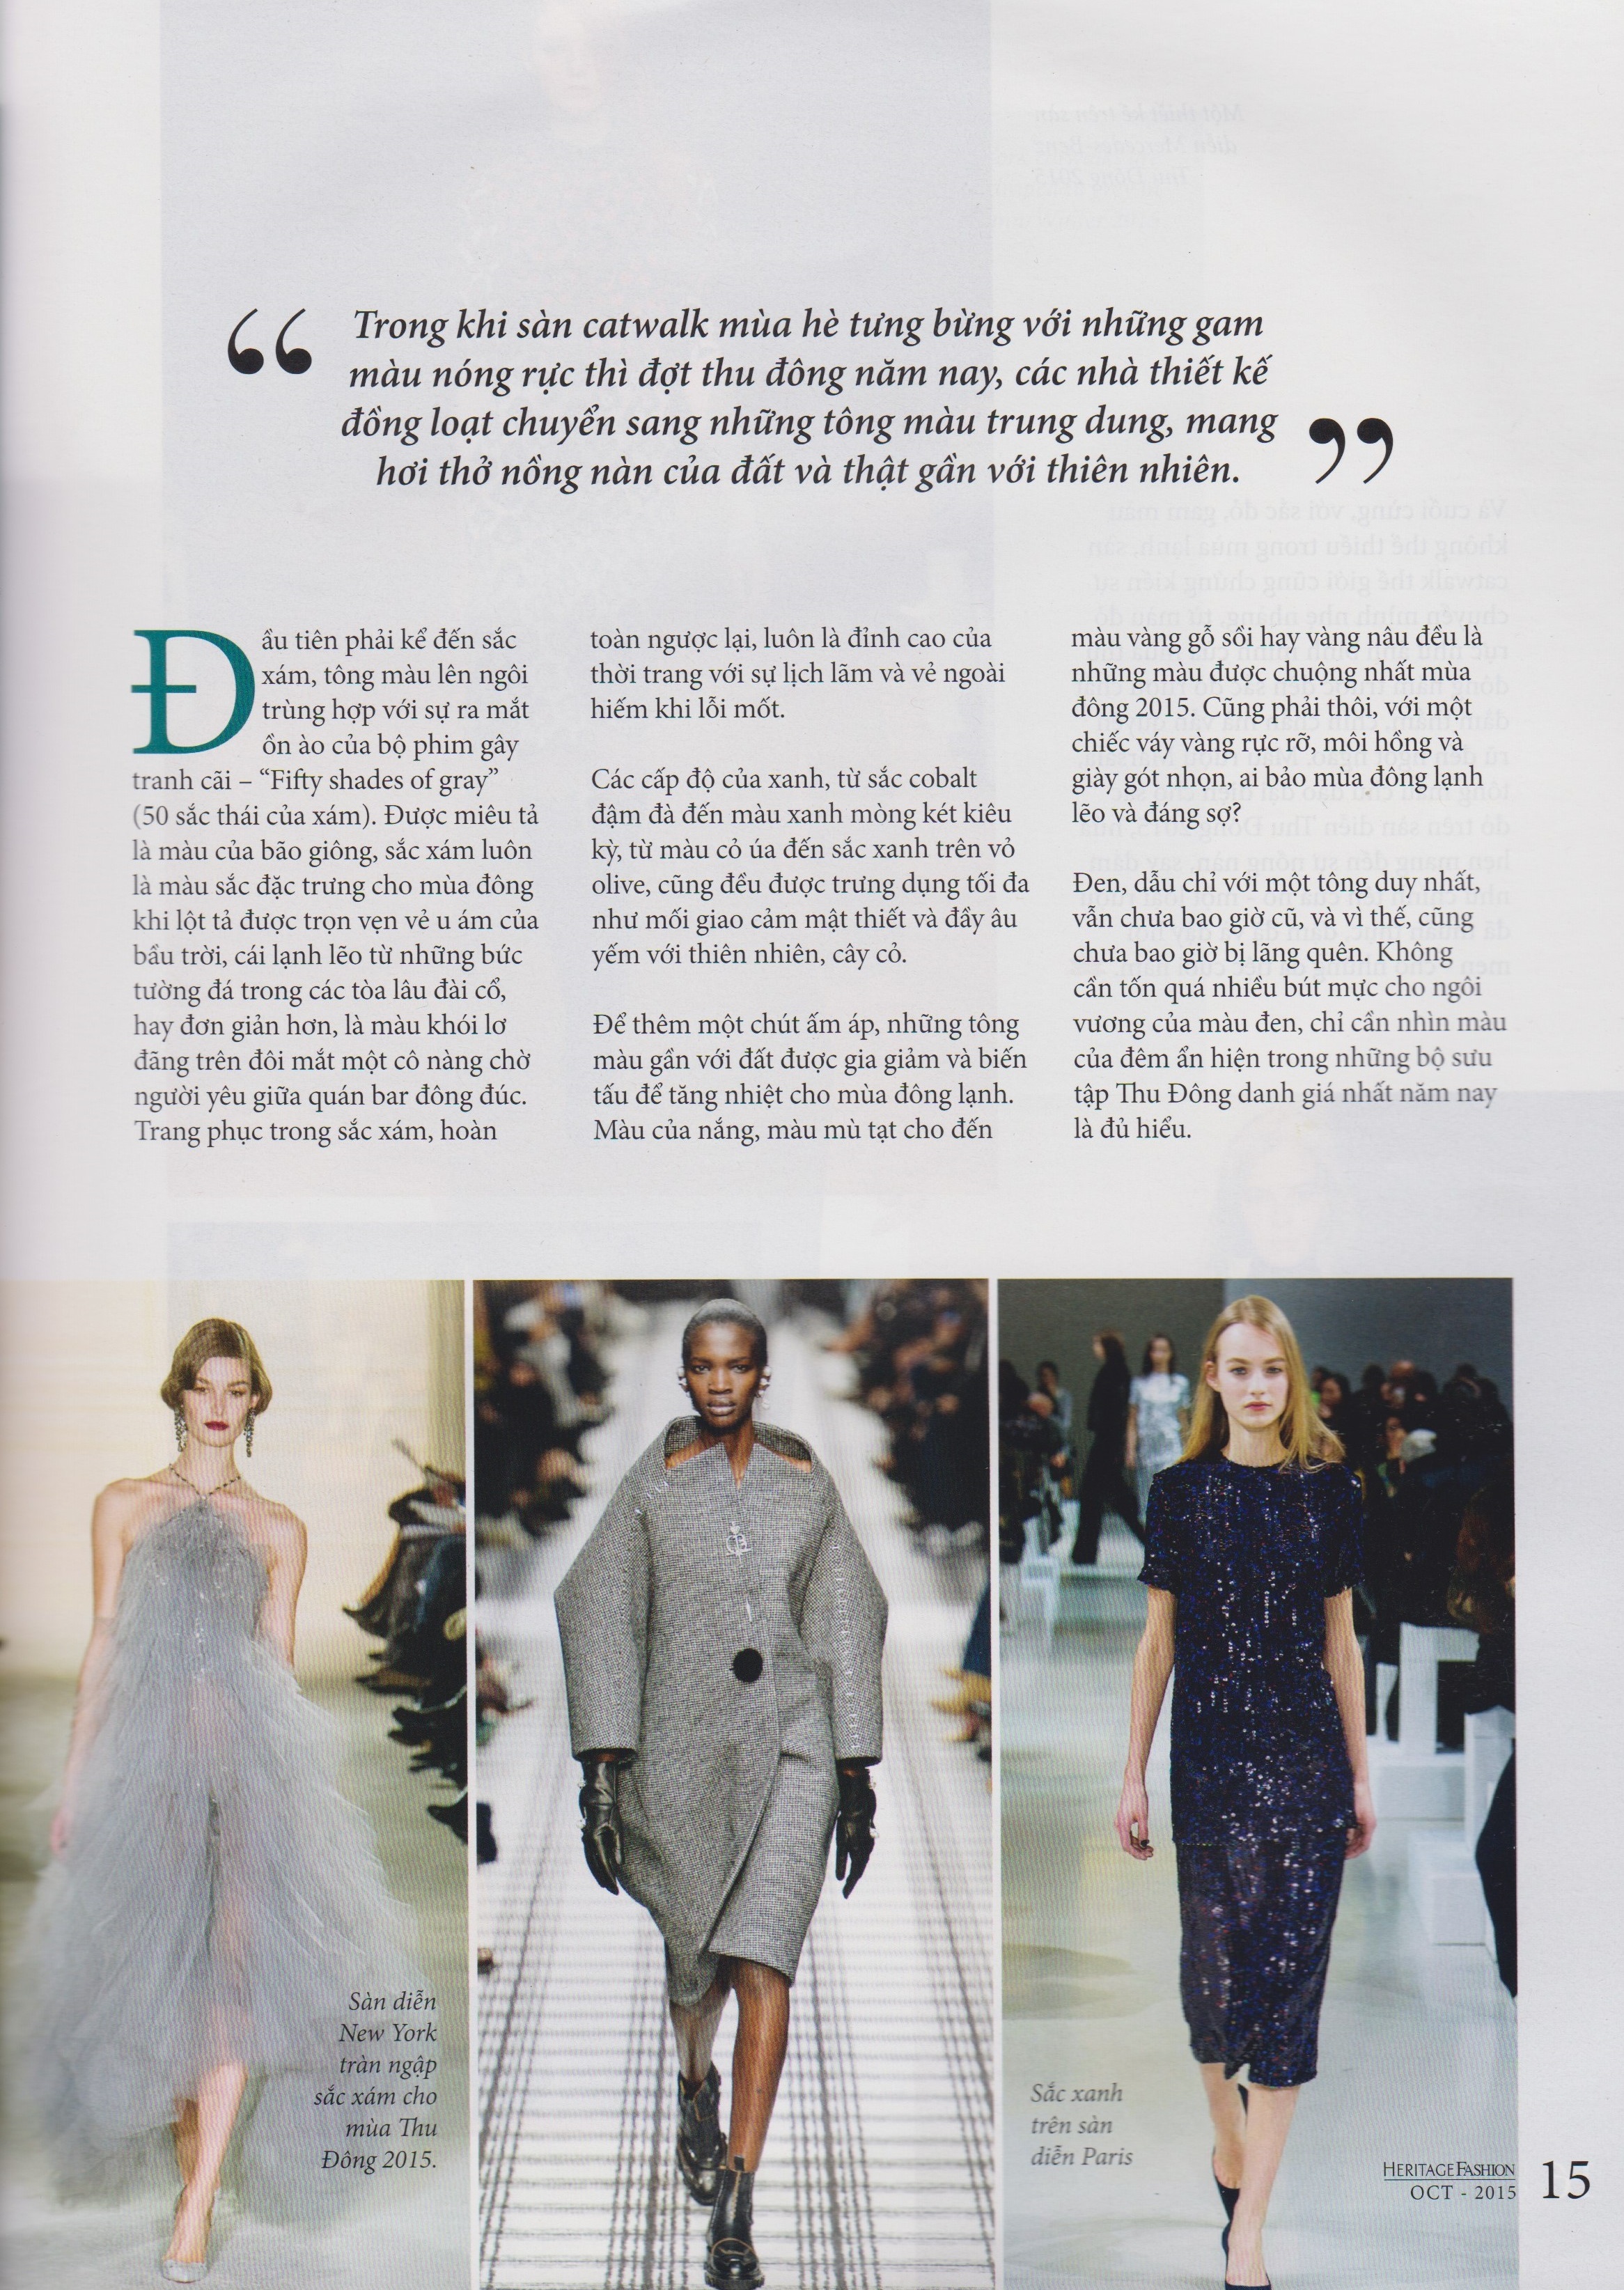 “ Trong khi sàn catwalk mùa hè tưng bừng với những gam
màu nóng rực thì đợt thu đông năm nay, các nhà thiết kế
đồng loạt chuyển sang những tông màu trung dung, mang
hơi thở nồng nàn của đất và thật gần với thiên nhiên. ”
Đầu tiên phải kể đến sắc
xám, tông màu lên ngôi
trùng hợp với sự ra mắt
ồn ào của bộ phim gây
tranh cãi – “Fifty shades of gray”
(50 sắc thái của xám). Được miêu tả
là màu của bão giông, sắc xám luôn
là màu sắc đặc trưng cho mùa đông
khi lột tả được trọn vẹn vẻ u ám của
bầu trời, cái lạnh lẽo từ những bức
tường đá trong các tòa lâu đài cổ,
hay đơn giản hơn, là màu khói lơ
đãng trên đôi mắt một cô nàng chờ
người yêu giữa quán bar đông đúc.
Trang phục trong sắc xám, hoàn
toàn ngược lại, luôn là đỉnh cao của
thời trang với sự lịch lãm và vẻ ngoài
hiếm khi lỗi mốt.
Các cấp độ của xanh, từ sắc cobalt
đậm đà đến màu xanh mòng két kiêu
kỳ, từ màu cỏ úa đến sắc xanh trên vỏ
olive, cũng đều được trưng dụng tối đa
như mối giao cảm mật thiết và đầy âu
yếm với thiên nhiên, cây cỏ.
Để thêm một chút ấm áp, những tông
màu gần với đất được gia giảm và biến
tấu để tăng nhiệt cho mùa đông lạnh.
Màu của nắng, màu mù tạt cho đến
màu vàng gỗ sồi hay vàng nâu đều là
những màu được chuộng nhất mùa
đông 2015. Cũng phải thôi, với một
chiếc váy vàng rực rỡ, môi hồng và
giày gót nhọn, ai bảo mùa đông lạnh
lẽo và đáng sợ?
Đen, dẫu chỉ với một tông duy nhất,
vẫn chưa bao giờ cũ, và vì thế, cũng
chưa bao giờ bị lãng quên. Không
cần tốn quá nhiều bút mực cho ngôi
vương của màu đen, chỉ cần nhìn màu
của đêm ẩn hiện trong những bộ sưu
tập Thu Đông danh giá nhất năm nay
là đủ hiểu.
Sàn diễn
New York
tràn ngập
sắc xám cho
mùa Thu
Đông 2015.
Sắc xanh
trên sàn
diễn Paris
HERITAGE FASHION
OCT - 2015
15